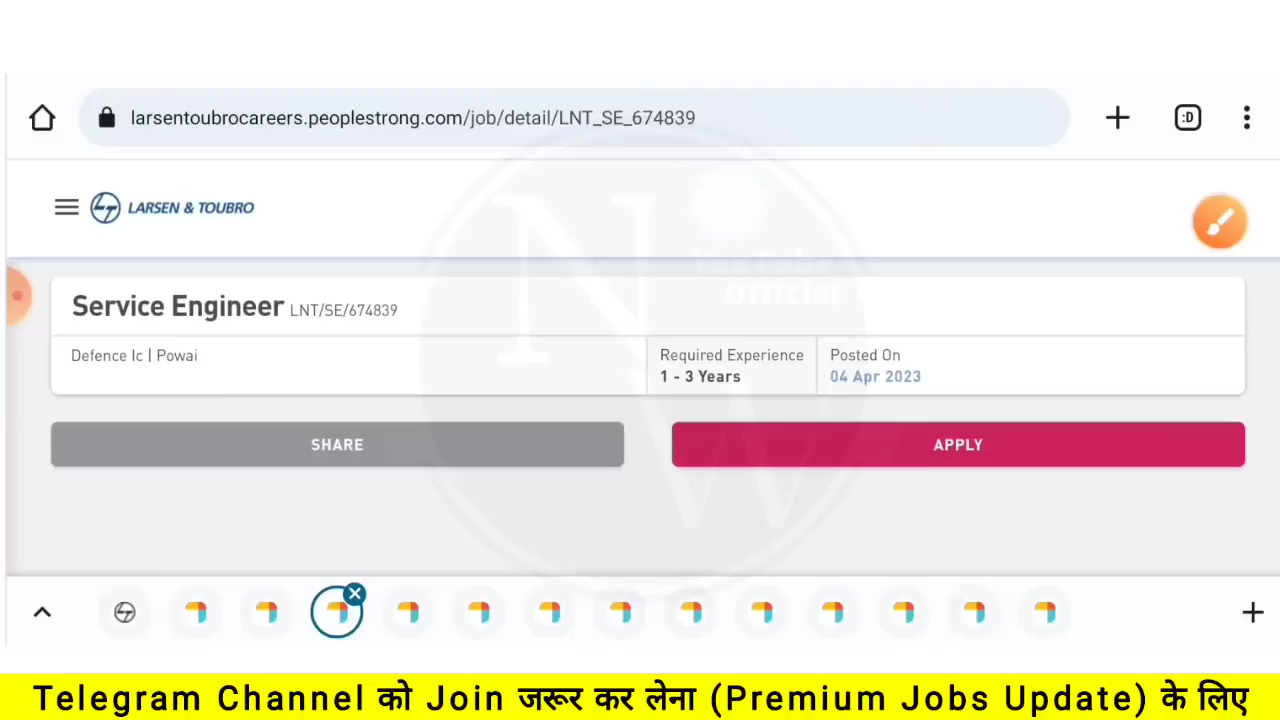 larsentoubrocareers.peoplestrong.com/job/detail/LNT_SE_674839
:D
LARSEN & TOUBRO
Service Engineer LNT/SE/674839
Defence Ic | Powai
Required Experience
1 - 3 Years
Posted On
04 Apr 2023
SHARE
APPLY
N
W
official
Telegram Channel को Join जरूर कर लेना (Premium Jobs Update) के लिए